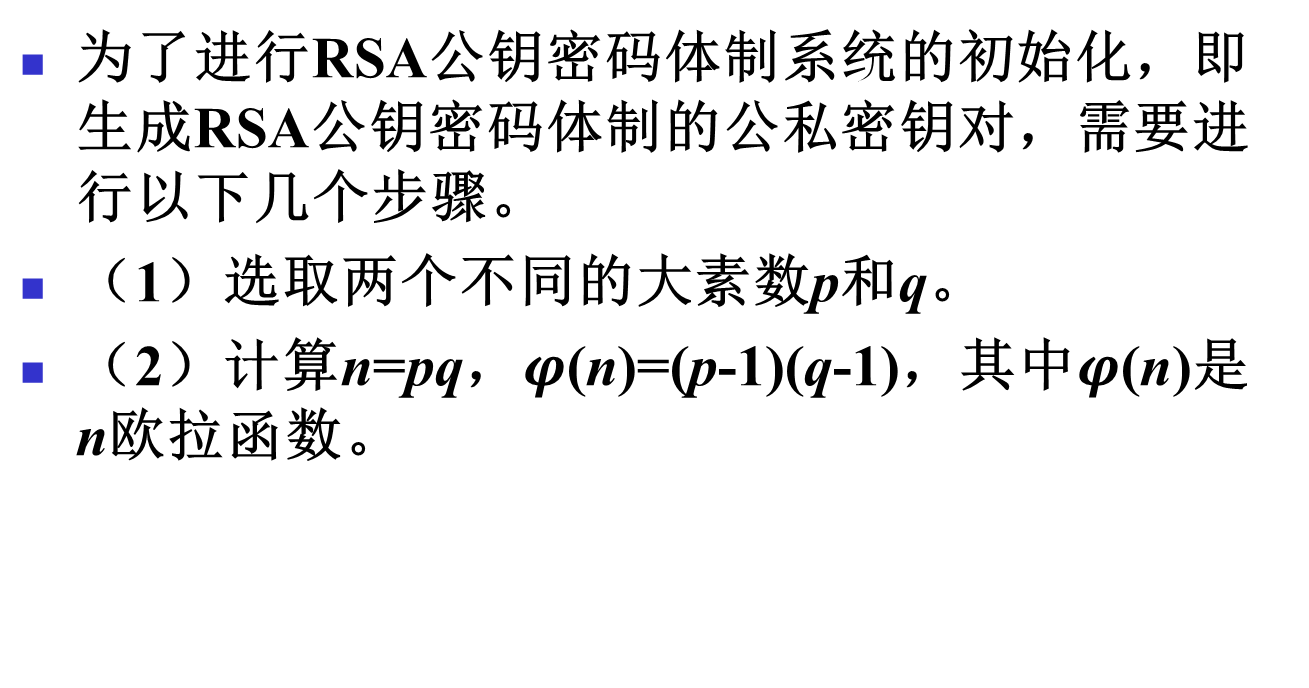 为了进行RSA公钥密码体制系统的初始化，即
生成RSA公钥密码体制的公私密钥对，需要进
行以下几个步骤。
（1）选取两个不同的大素数p和q。
（2）计算n=pq，φ(n)=(p-1)(q-1)，其中φ(n)是
n欧拉函数。